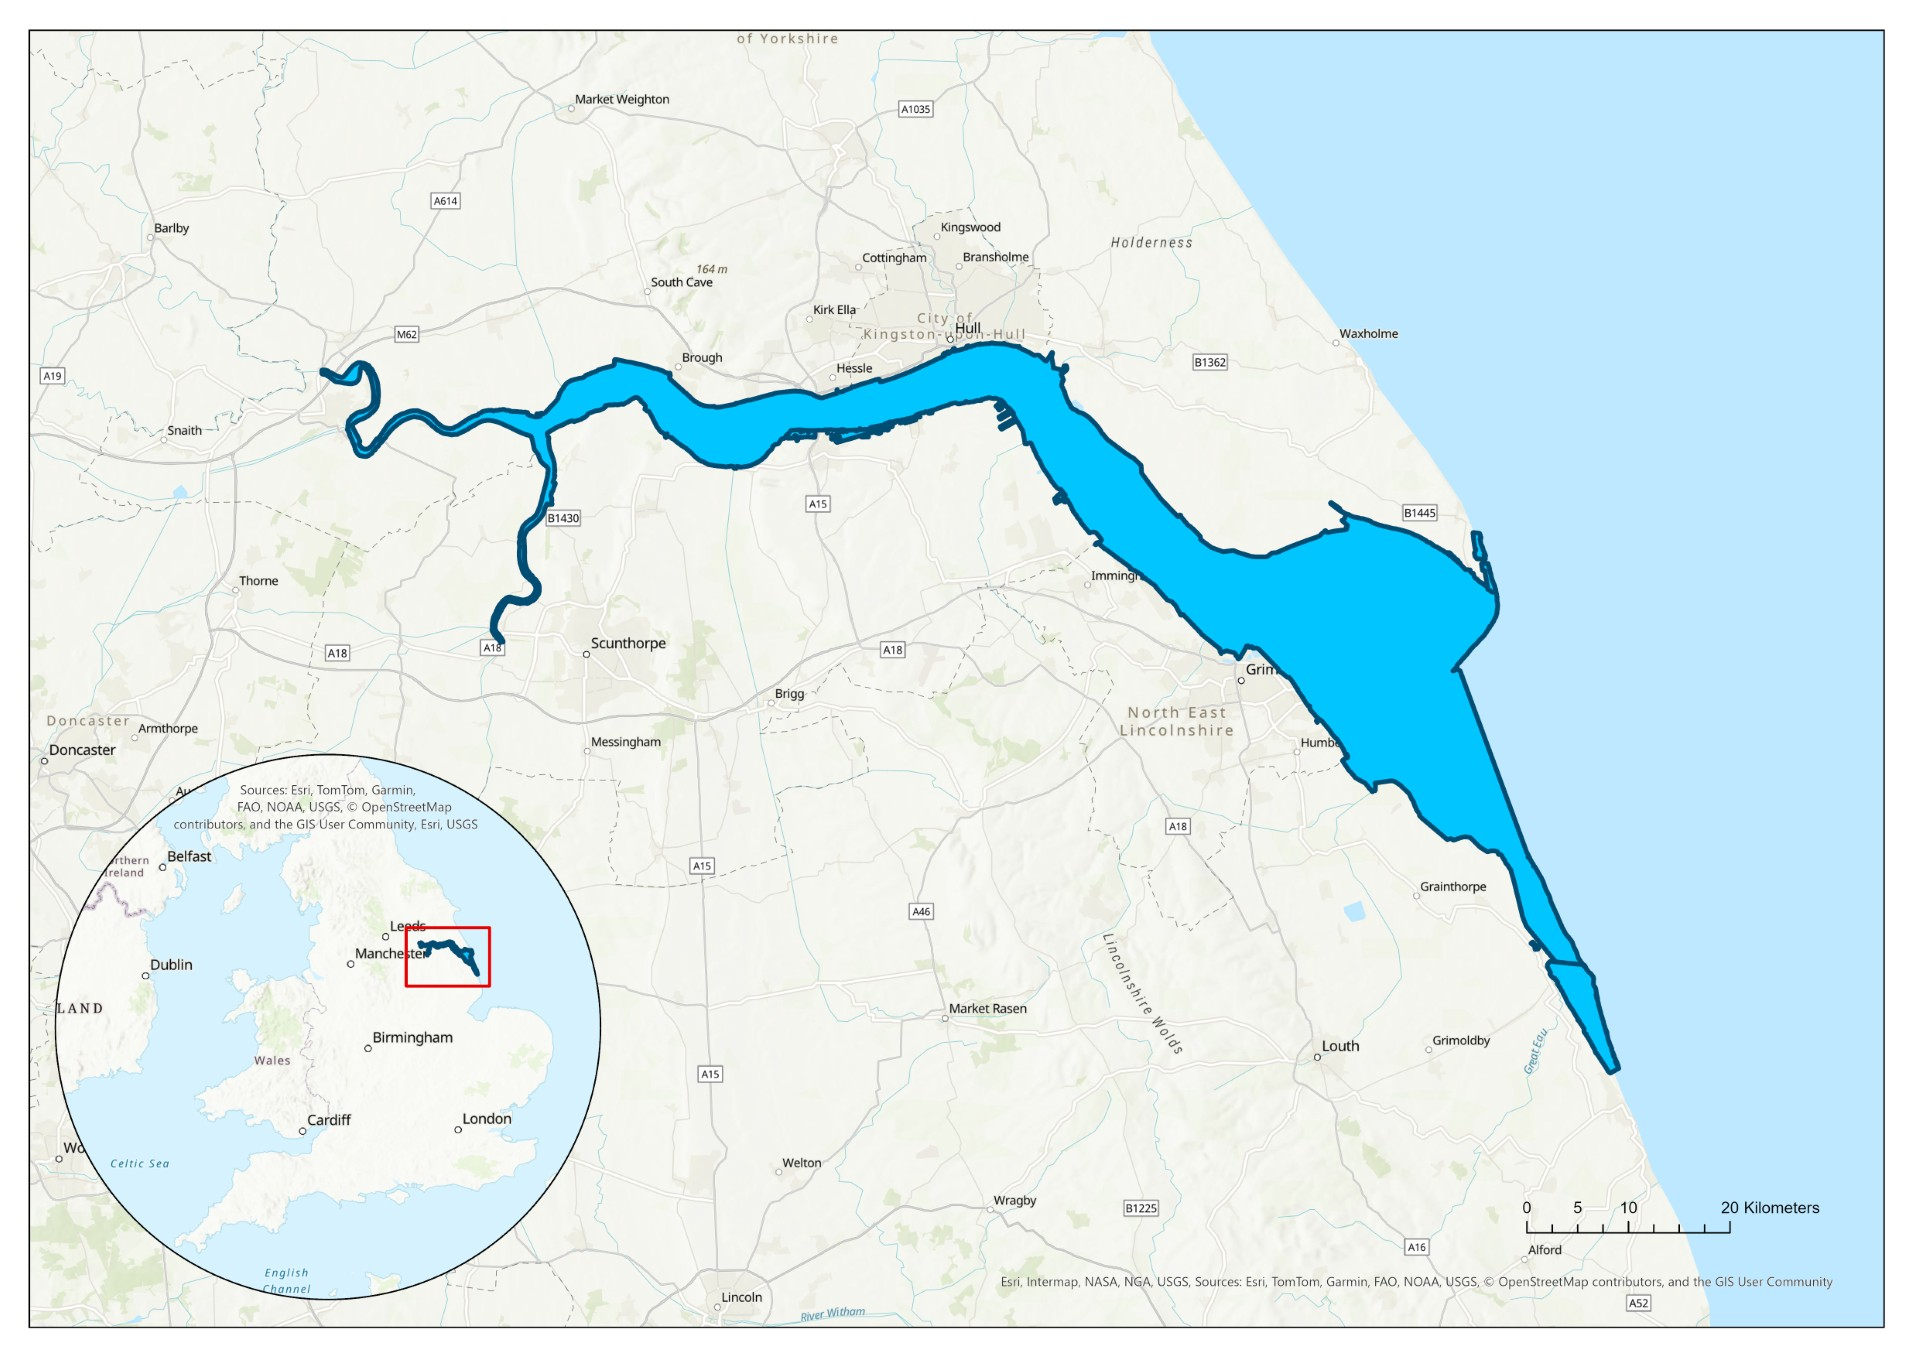 of Yorkshire
Market Weighton
A1035
A614
Barlby
Kingswood
Holderness
Cottingham
Bransholme
164 m
South Cave
Kirk Ella
City of
Kingston-upon-Hull
Hull
M62
Waxholme
Brough
B1362
Hessle
A19
Snaith
A15
B1445
B1430
Thorne
Immingh
A18
A18
A18
Scunthorpe
Grim
Brigg
North East
Lincolnshire
Doncaster
Armthorpe
Messingham
Humbe
Doncaster
Au
Sources: Esri, TomTom, Garmin,
FAO, NOAA, USGS, © OpenStreetMap
contributors, and the GIS User Community, Esri, USGS
A18
Belfast
rthern
Ireland
A15
Grainthorpe
A46
Leeds
Manchester
Dublin
Lincolnshire Wolds
LAND
Market Rasen
Birmingham
Louth
Grimoldby
Great Eau
Wales
A15
Cardiff
London
Wo
Celtic Sea
Welton
Wragby
B1225
0 5 10 20 Kilometers
A16
Alford
English
Channel
Esri, Intermap, NASA, NGA, USGS, Sources: Esri, TomTom, Garmin, FAO, NOAA, USGS, © OpenStreetMap contributors, and the GIS User Community
Lincoln
A52
River Witham